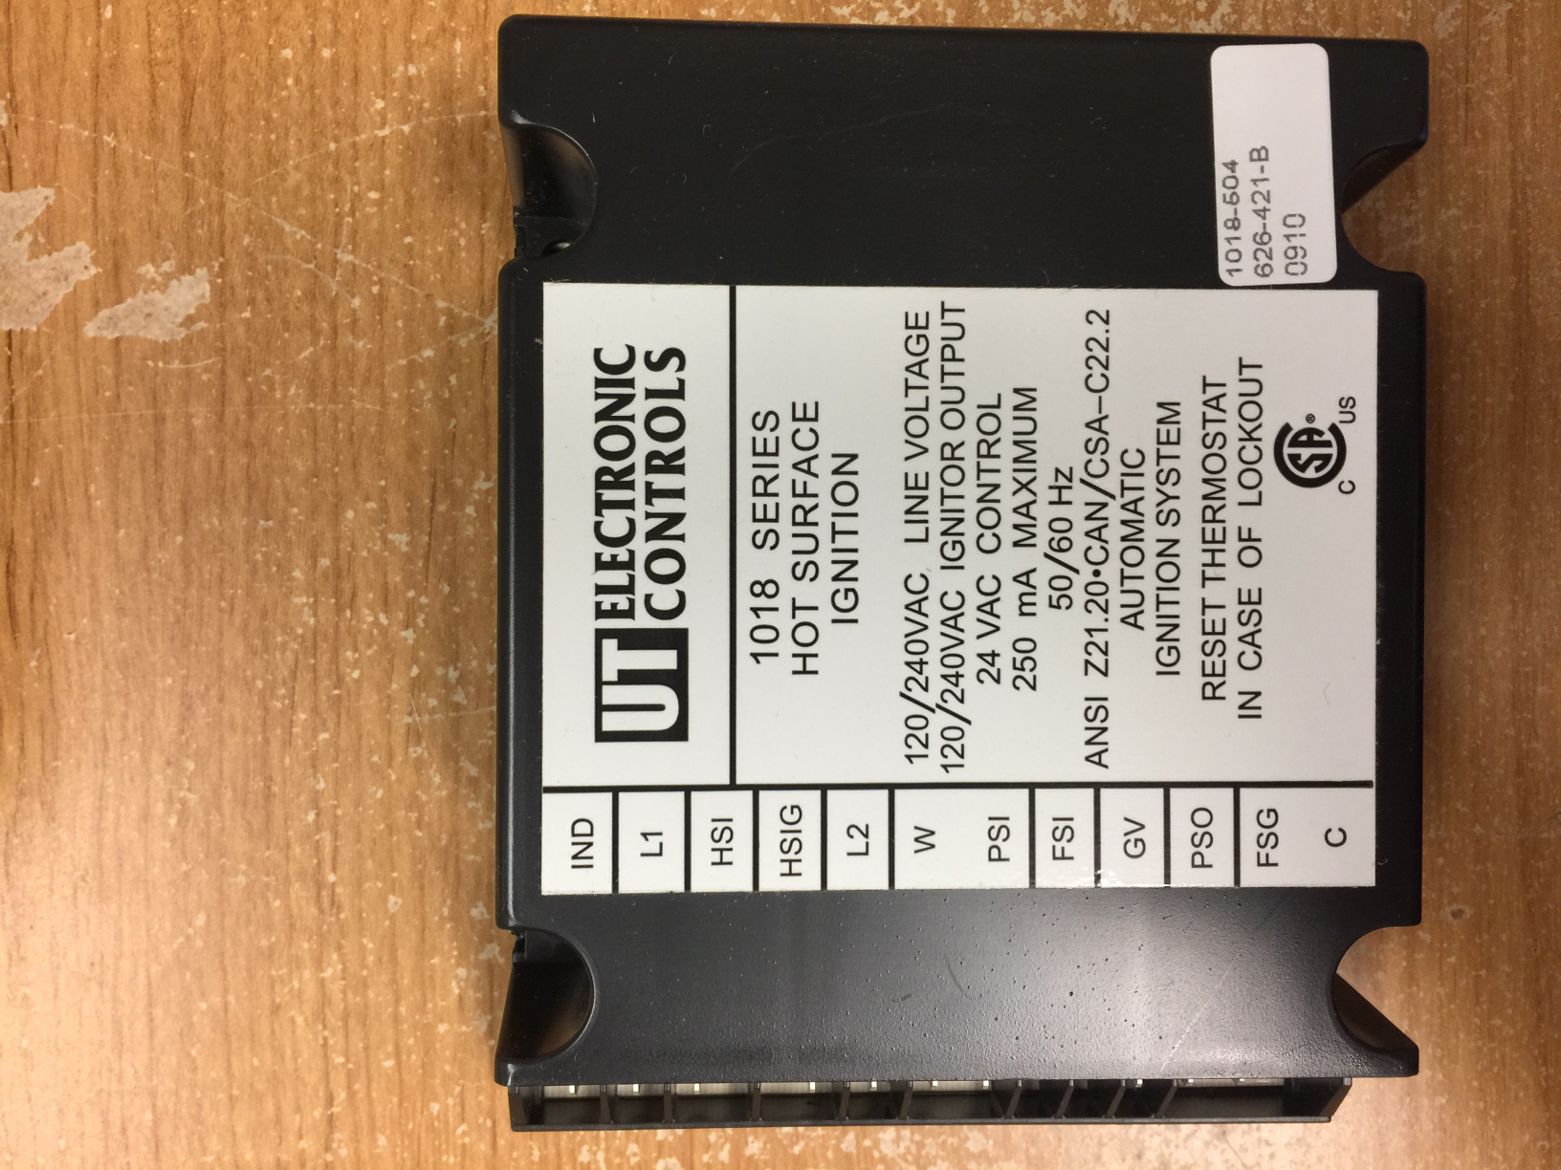 UT ELECTRONIC
CONTROLS
1018 SERIES
HOT SURFACE
IGNITION
120/240VAC LINE VOLTAGE
120/240VAC IGNITOR OUTPUT
24 VAC CONTROL
250 mA MAXIMUM
50/60 Hz
ANSI Z21.20•CAN/CSA–C22.2
AUTOMATIC
IGNITION SYSTEM
RESET THERMOSTAT
IN CASE OF LOCKOUT
SA®
C US
IND
L1
HSI
HSIG
L2
W
PSI
FSI
GV
PSO
FSG
C
1018-504
626-421-B
0910